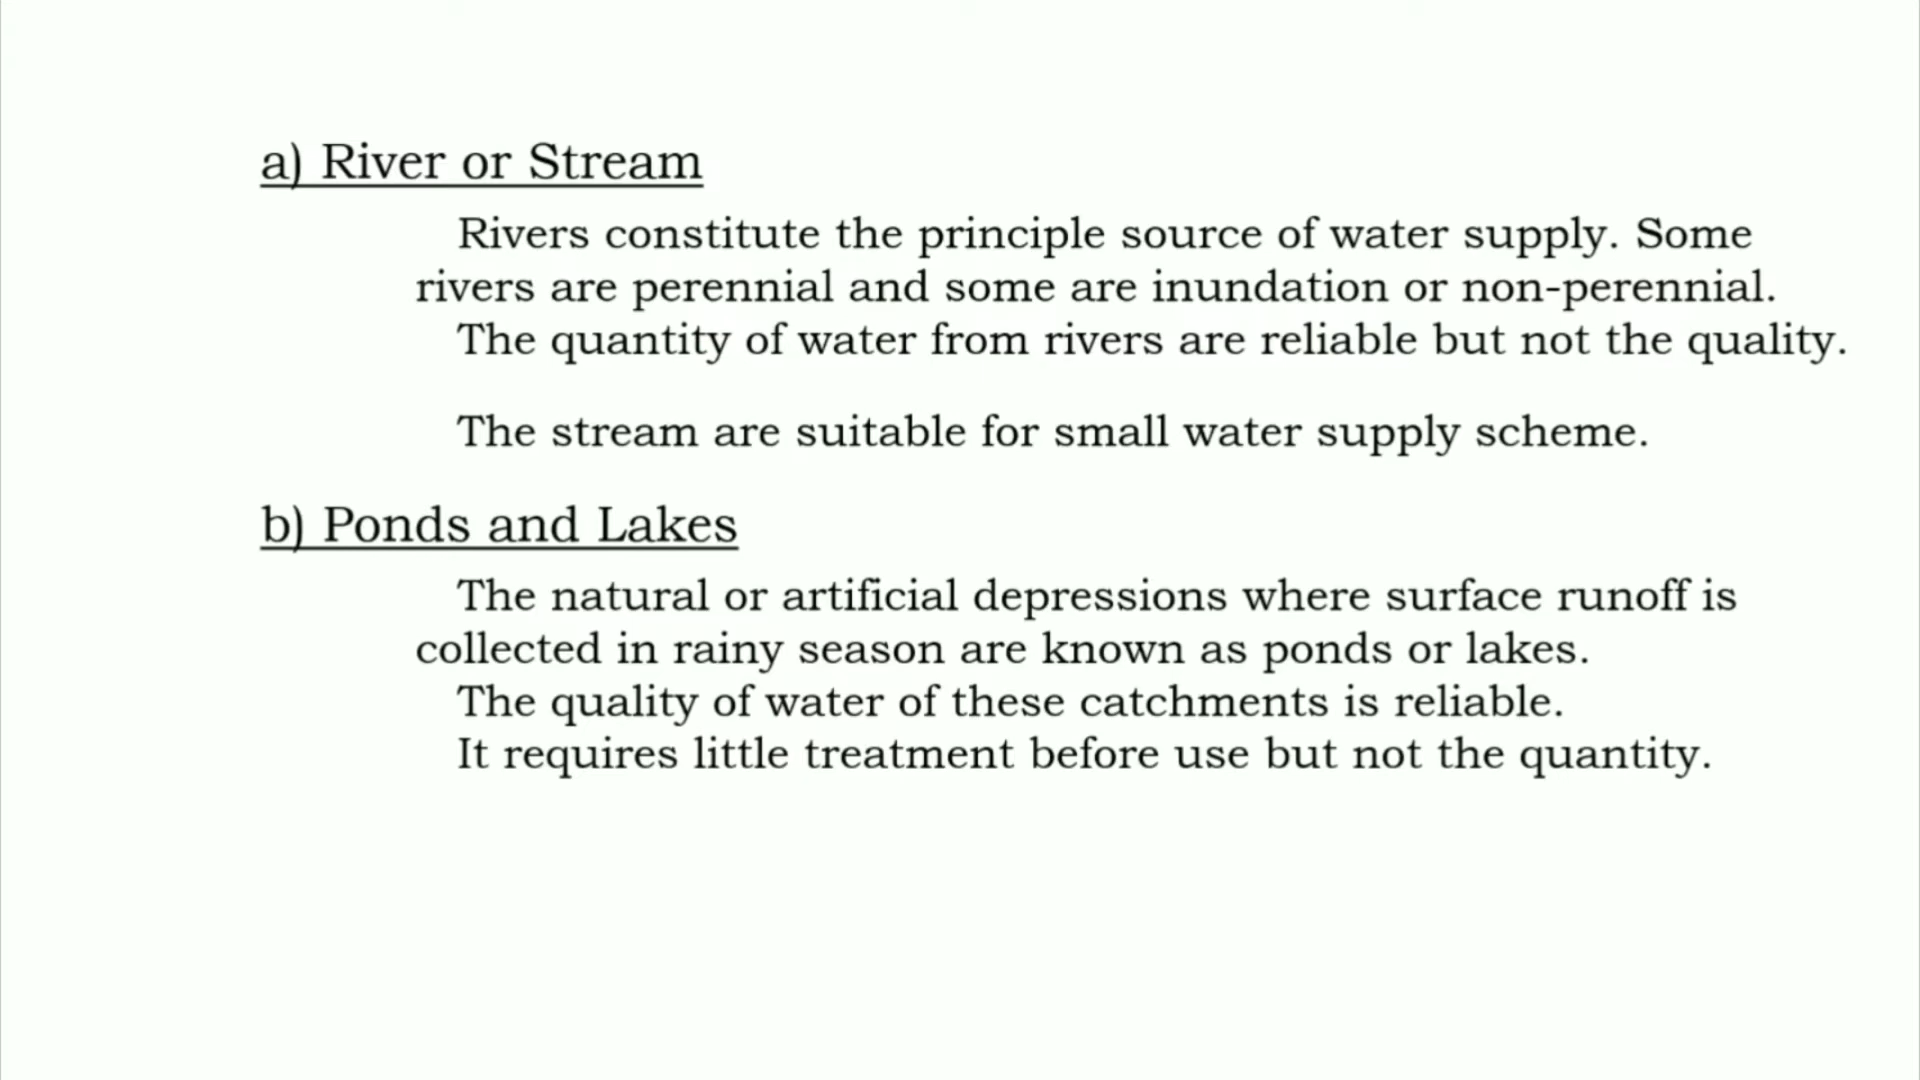 a) River or Stream
Rivers constitute the principle source of water supply. Some
rivers are perennial and some are inundation or non-perennial.
The quantity of water from rivers are reliable but not the quality.
The stream are suitable for small water supply scheme.
b) Ponds and Lakes
The natural or artificial depressions where surface runoff is
collected in rainy season are known as ponds or lakes.
The quality of water of these catchments is reliable.
It requires little treatment before use but not the quantity.